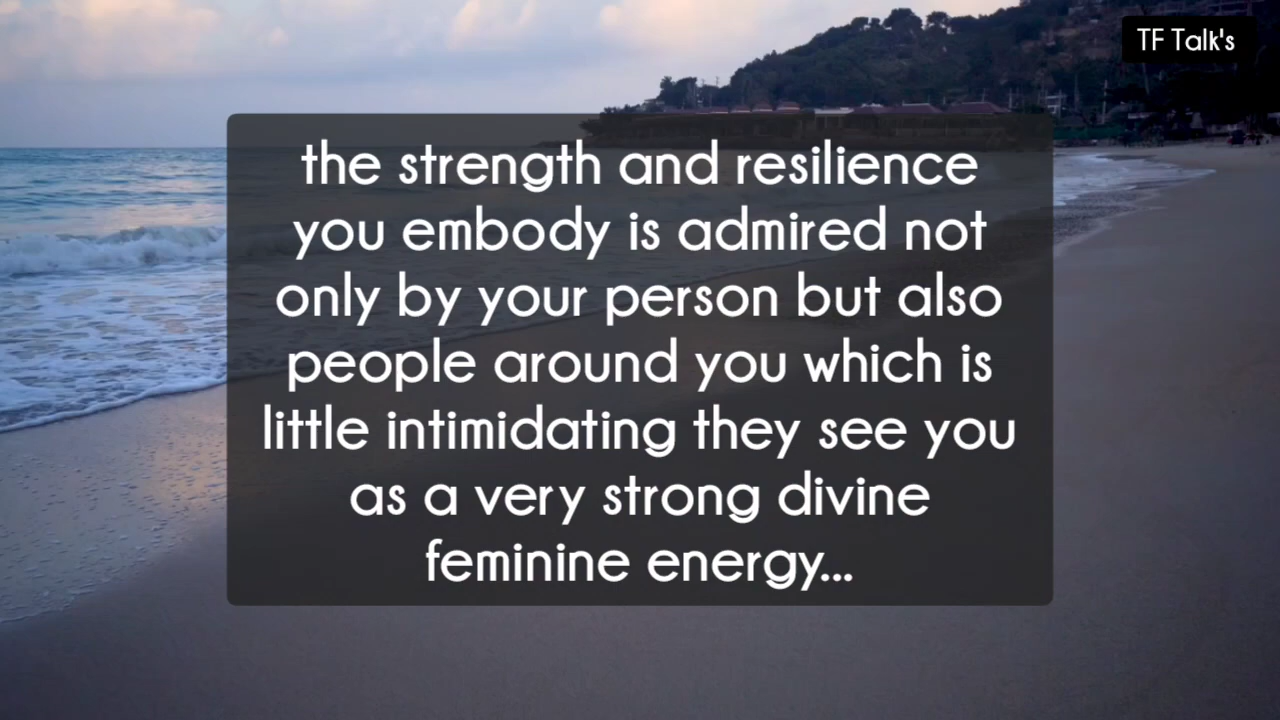 TF Talk's
the strength and resilience
you embody is admired not
only by your person but also
people around you which is
little intimidating they see you
as a very strong divine
feminine energy...